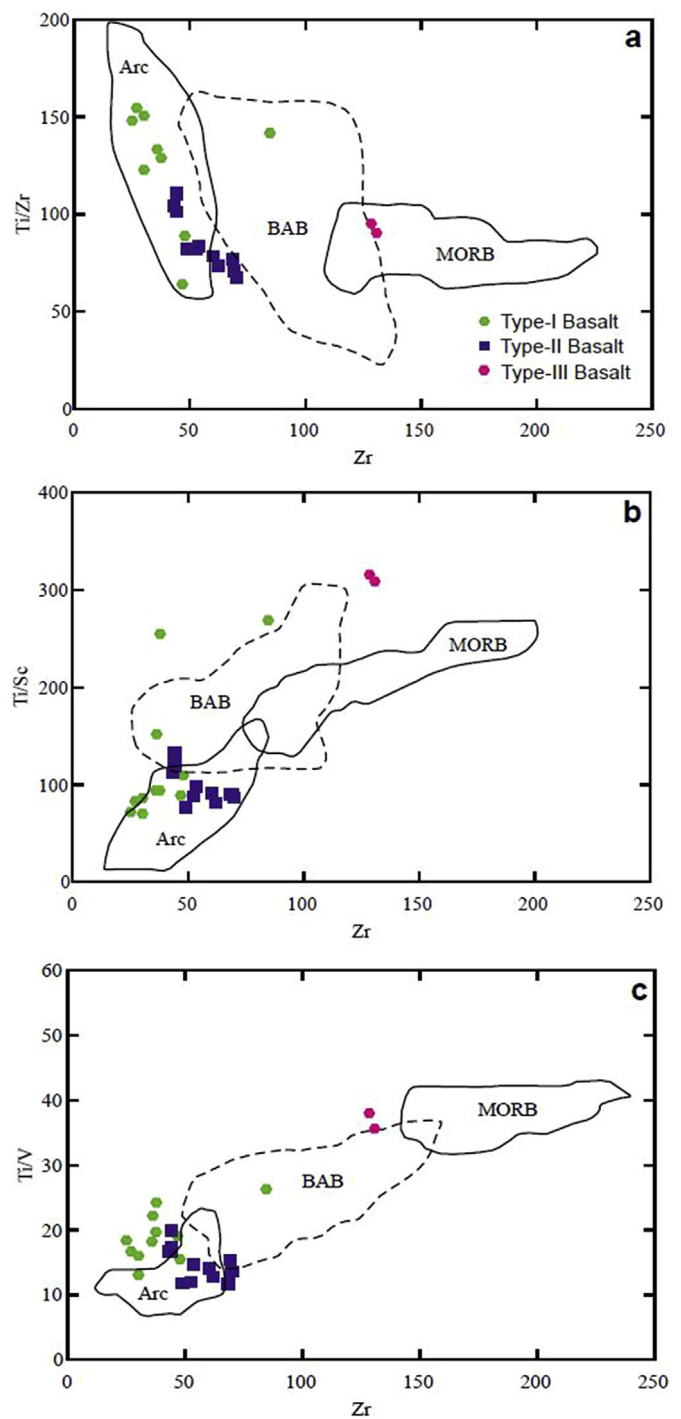 200
a
Arc
150
Ti/Zr
100
BAB
MORB
50
Type-I Basalt
Type-II Basalt
Type-III Basalt
0
0 50 100 150 200 250
Zr
400
b
300
MORB
Ti/Sc
200
BAB
100
Arc
0
0 50 100 150 200 250
Zr
60
c
50
40
MORB
Ti/V
30
BAB
20
10
Arc
0
0 50 100 150 200 250
Zr